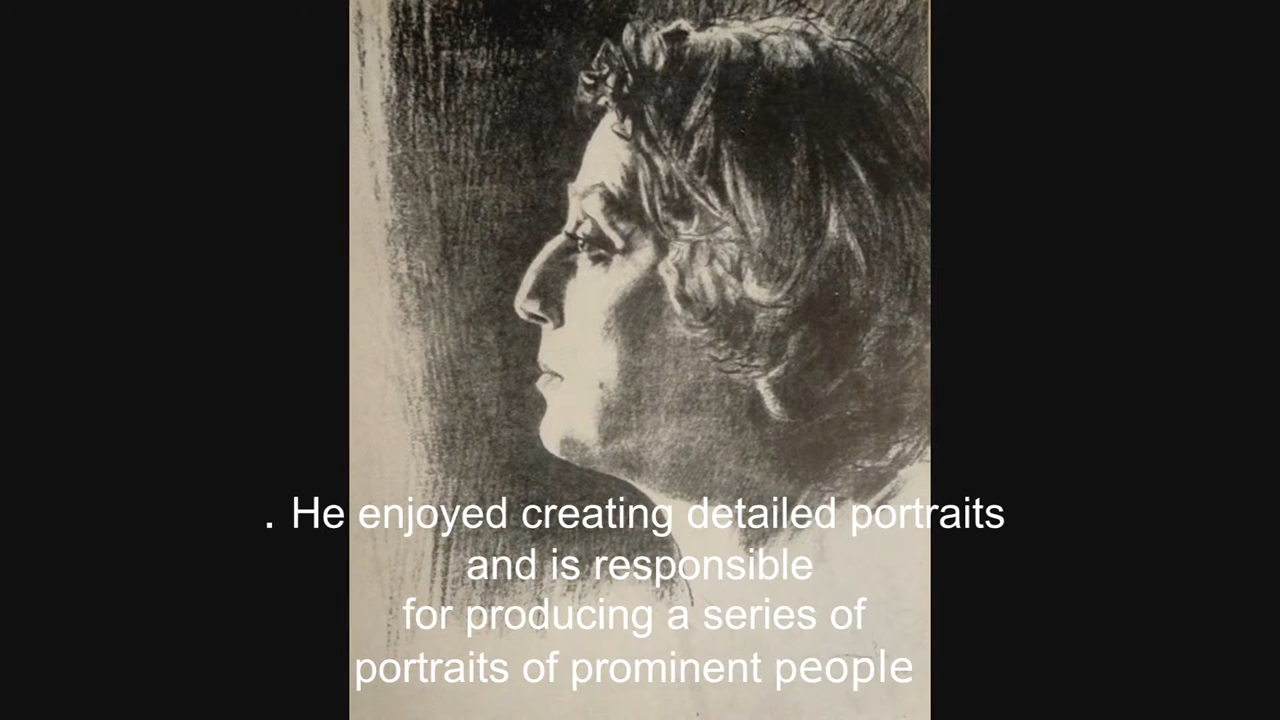 . He enjoyed creating detailed portraits
and is responsible
for producing a series of
portraits of prominent people